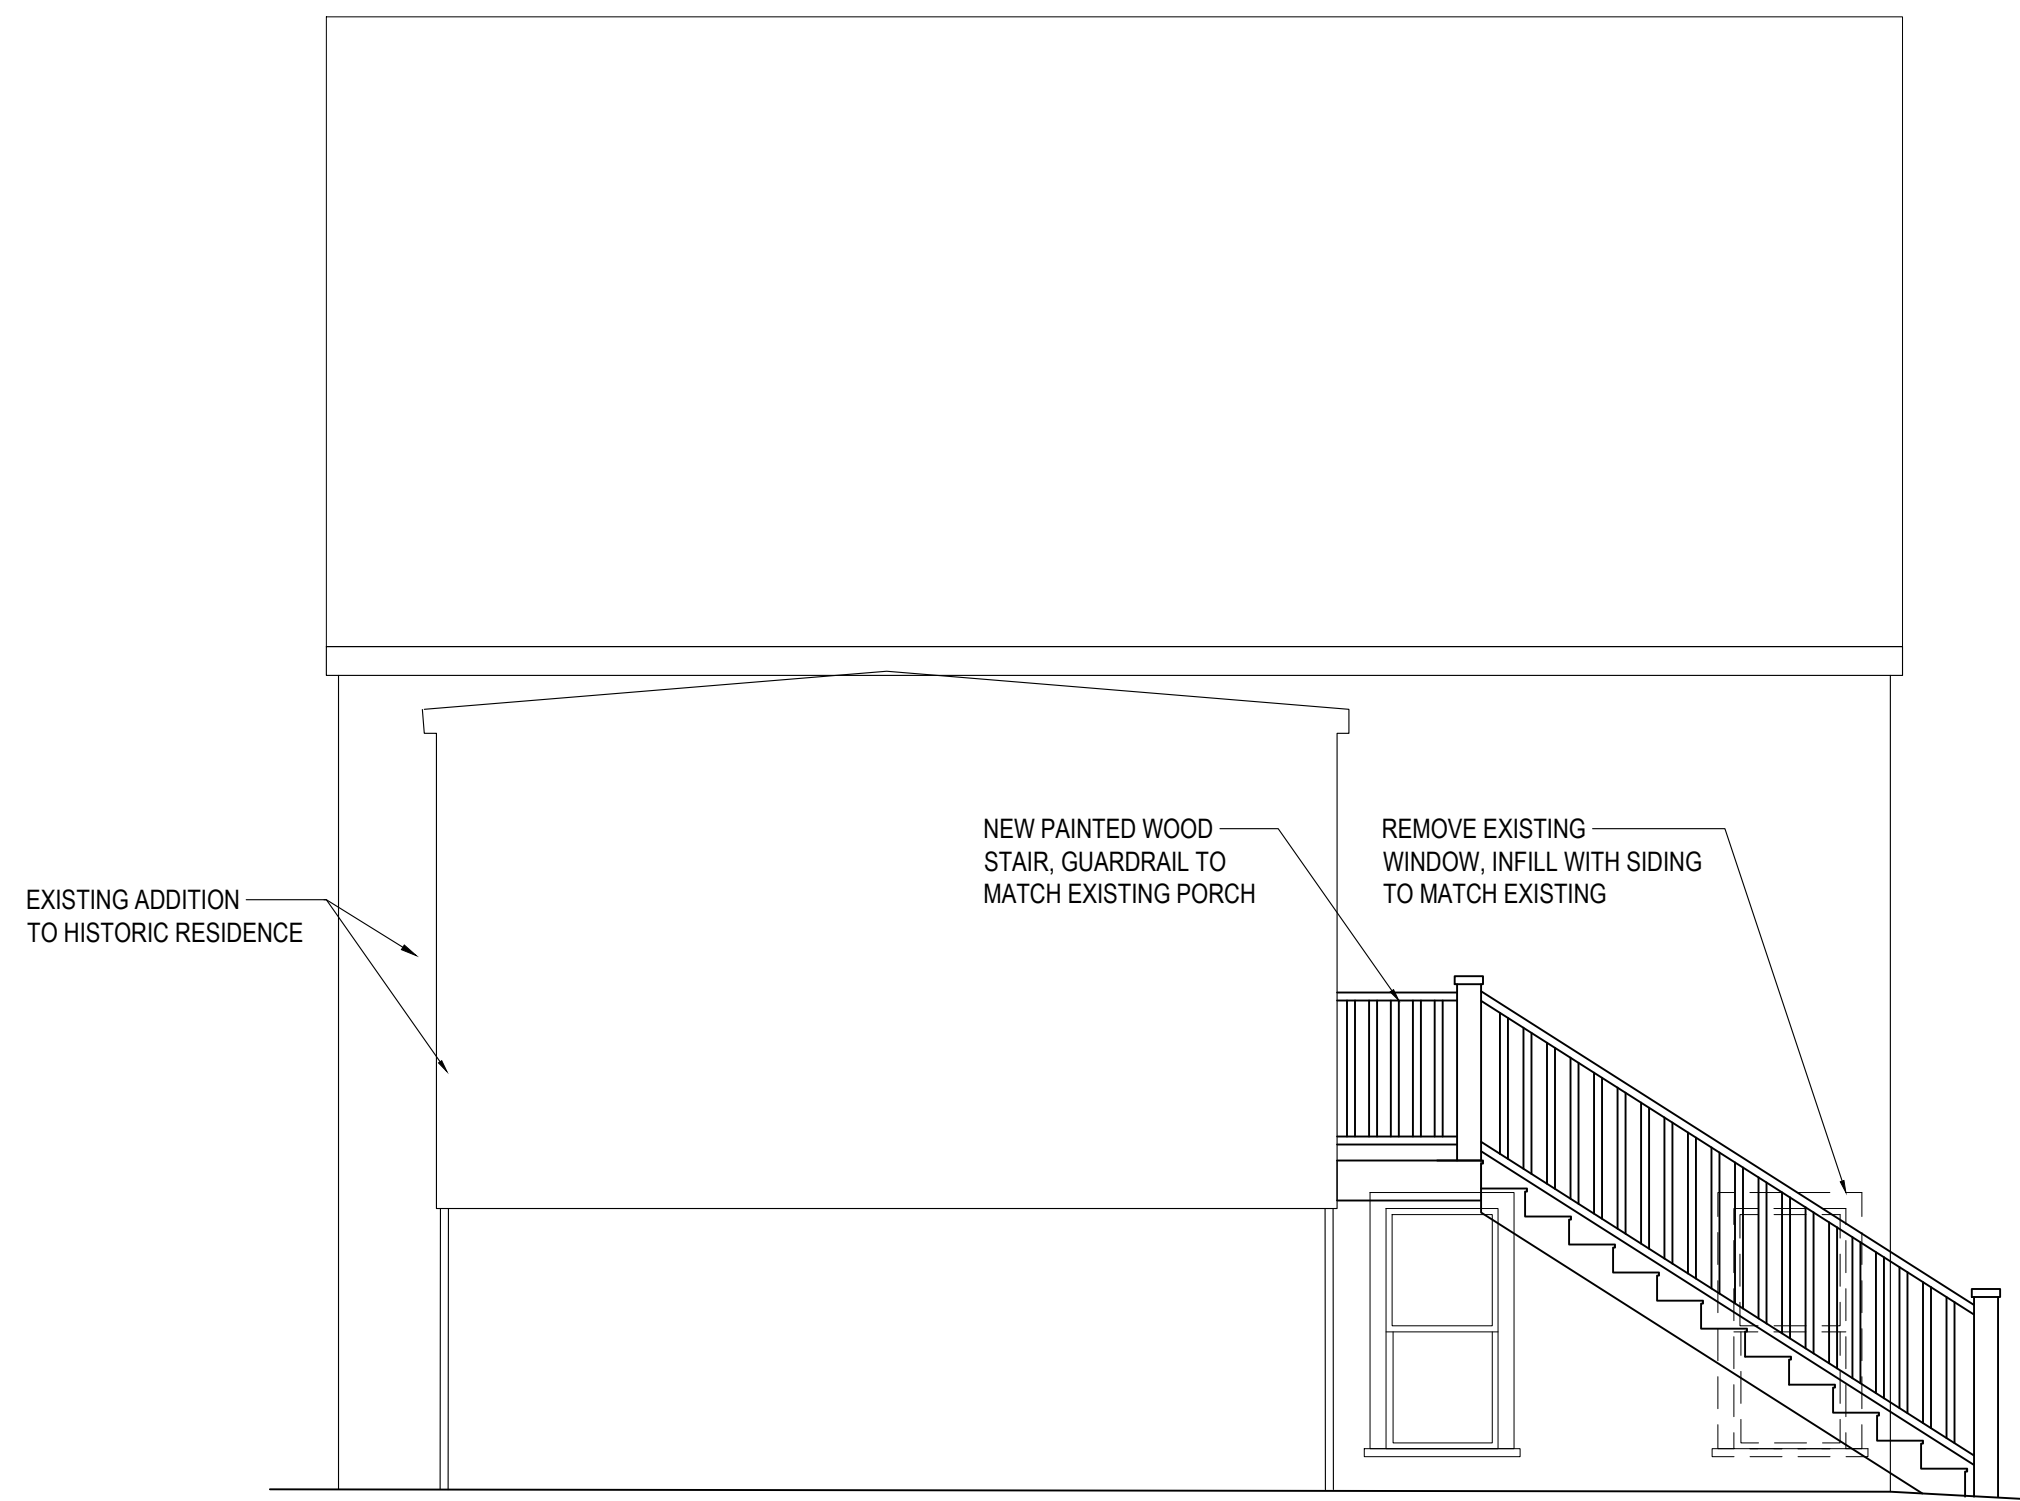 NEW PAINTED WOOD
STAIR, GUARDRAIL TO
MATCH EXISTING PORCH
REMOVE EXISTING
WINDOW, INFILL WITH SIDING
TO MATCH EXISTING
EXISTING ADDITION
TO HISTORIC RESIDENCE